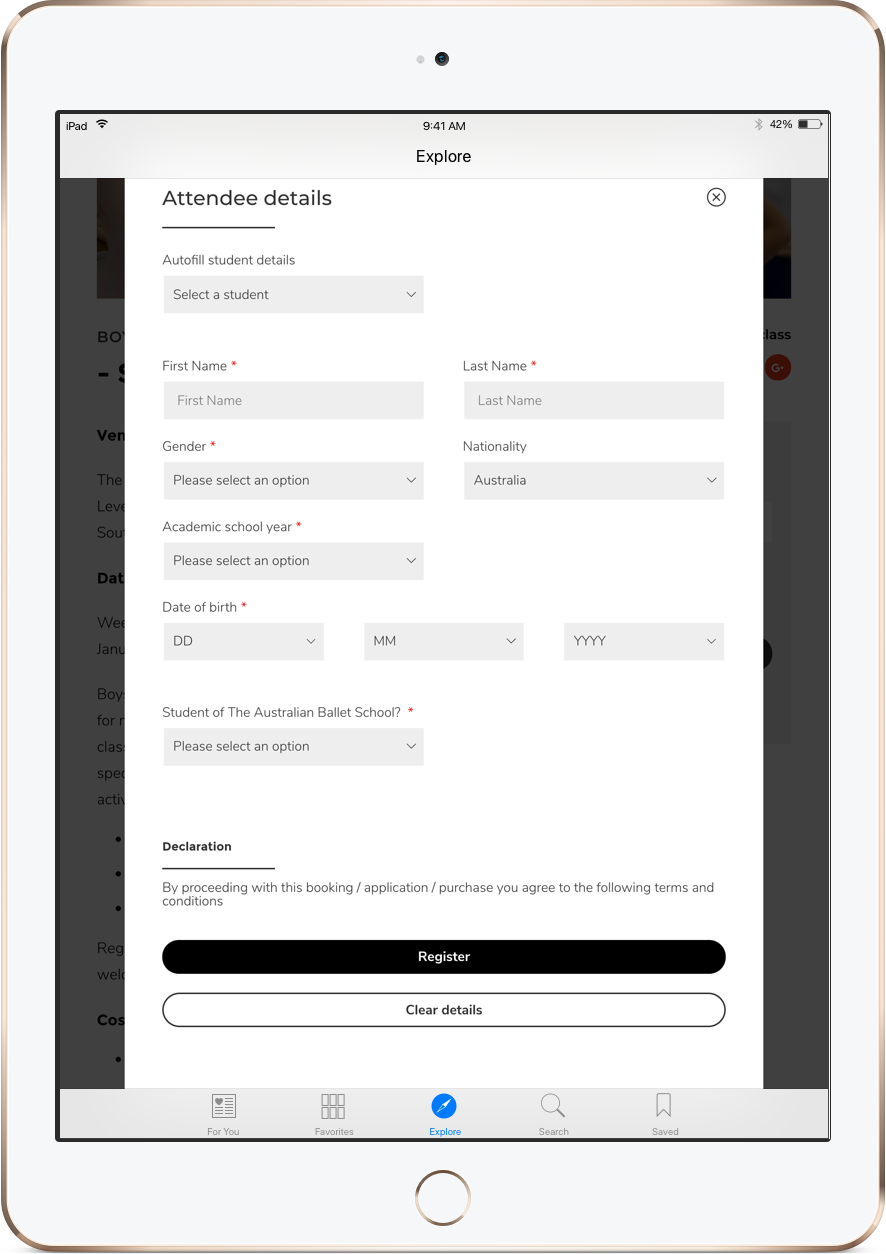 iPad 9:41 AM 42%
Explore
Attendee details
Autofill student details
Select a student
First Name * Last Name *
First Name Last Name
Gender * Nationality
Please select an option Australia
Academic school year *
Please select an option
Date of birth *
DD MM YYYY
Student of The Australian Ballet School? *
Please select an option
Declaration
By proceeding with this booking / application / purchase you agree to the following terms and
conditions
Register
Clear details
The
for
G+
For You Favorites Explore Search Saved